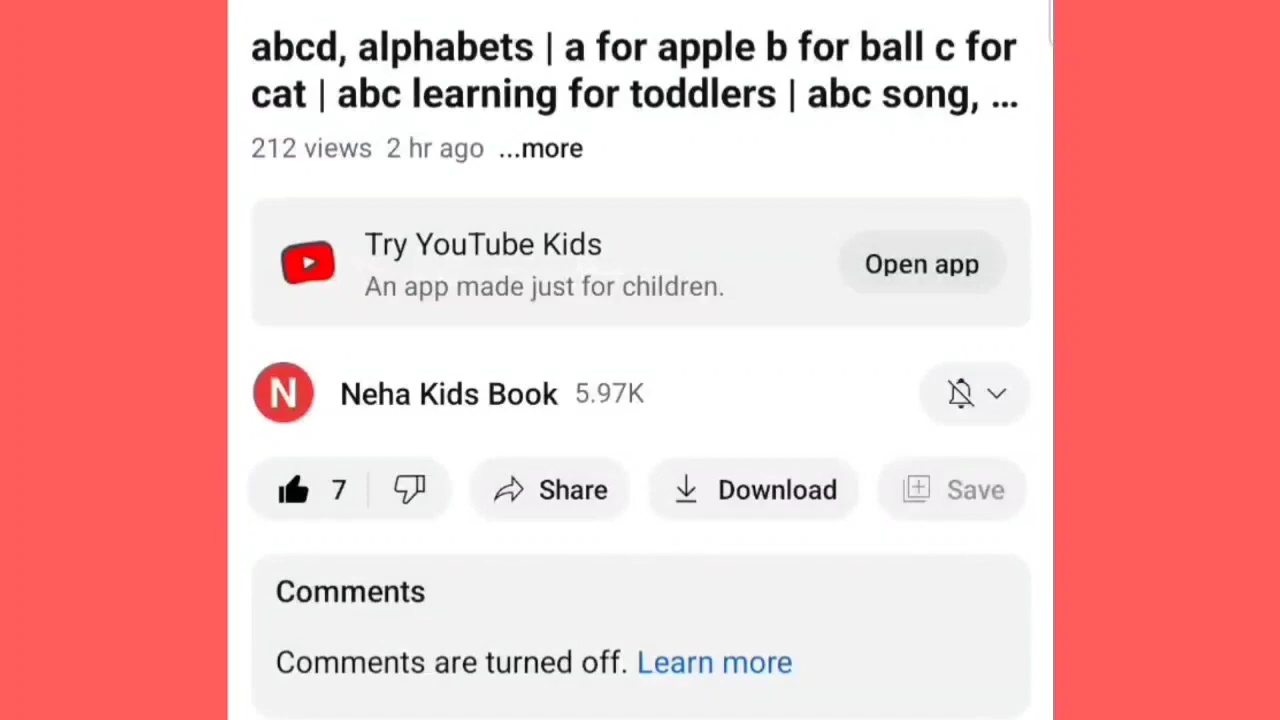 abcd, alphabets | a for apple b for ball c for
cat | abc learning for toddlers | abc song, ...
212 views 2 hr ago ...more
Try YouTube Kids
An app made just for children.
Open app
N
Neha Kids Book 5.97K
7 Share Download Save
Comments
Comments are turned off. Learn more